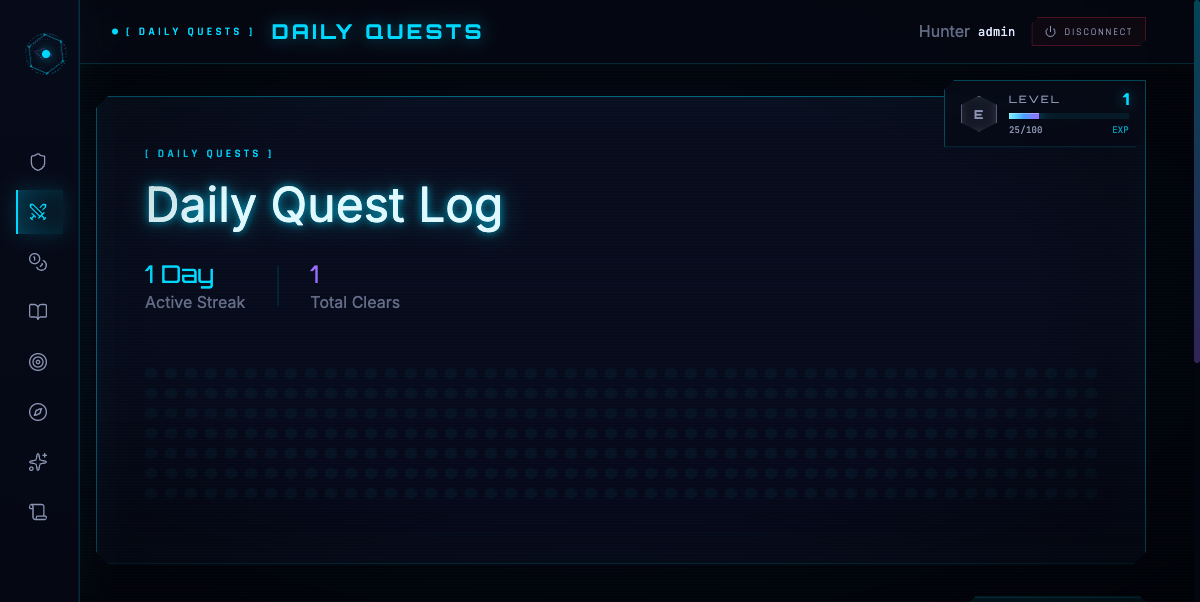 [ DAILY QUESTS ] DAILY QUESTS
Hunter admin
DISCONNECT
LEVEL 1
E
25/100 EXP
[ DAILY QUESTS ]
Daily Quest Log
1 Day
Active Streak
1
Total Clears